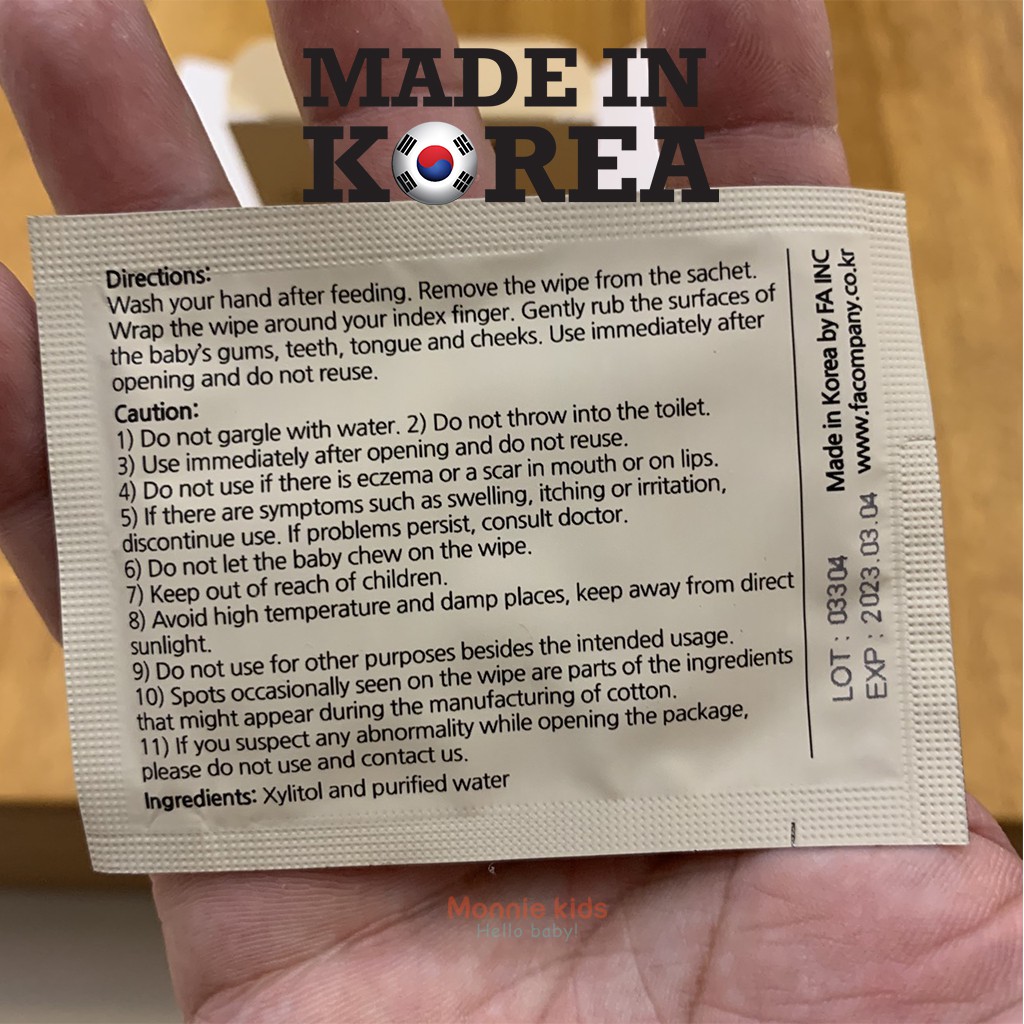 MADE IN
KOREA
Directions:
Wash your hand after feeding. Remove the wipe from the sachet.
Wrap the wipe around your index finger. Gently rub the surfaces of
the baby's gums, teeth, tongue and cheeks. Use immediately after
opening and do not reuse.
Caution:
1) Do not gargle with water. 2) Do not throw into the toilet.
3) Use immediately after opening and do not reuse.
4) Do not use if there is eczema or a scar in mouth or on lips.
5) If there are symptoms such as swelling, itching or irritation,
discontinue use. If problems persist, consult doctor.
6) Do not let the baby chew on the wipe.
7) Keep out of reach of children.
8) Avoid high temperature and damp places, keep away from direct
sunlight.
9) Do not use for other purposes besides the intended usage.
10) Spots occasionally seen on the wipe are parts of the ingredients
that might appear during the manufacturing of cotton.
11) If you suspect any abnormality while opening the package,
please do not use and contact us.
Ingredients: Xylitol and purified water
Made in Korea by FA INC
www.facompany.co.kr
LOT : 03304
EXP : 2023.03.04
Monnie kids
Hello baby!